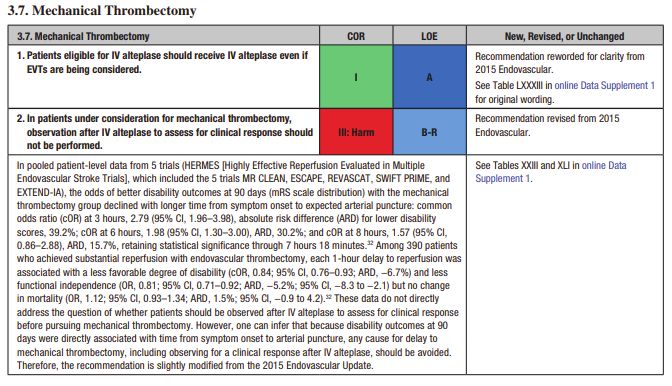 3.7. Mechanical Thrombectomy
3.7. Mechanical Thrombectomy COR LOE New, Revised, or Unchanged
1. Patients eligible for IV alteplase should receive IV alteplase even if
EVTs are being considered.
I
A
Recommendation reworded for clarity from
2015 Endovascular.
See Table LXXXIII in online Data Supplement 1
for original wording.
2. In patients under consideration for mechanical thrombectomy,
observation after IV alteplase to assess for clinical response should
not be performed.
III: Harm
B-R
Recommendation revised from 2015
Endovascular.
In pooled patient-level data from 5 trials (HERMES [Highly Effective Reperfusion Evaluated in Multiple
Endovascular Stroke Trials], which included the 5 trials MR CLEAN, ESCAPE, REVASCAT, SWIFT PRIME, and
EXTEND-IA), the odds of better disability outcomes at 90 days (mRS scale distribution) with the mechanical
thrombectomy group declined with longer time from symptom onset to expected arterial puncture: common
odds ratio (cOR) at 3 hours, 2.79 (95% CI, 1.96–3.98), absolute risk difference (ARD) for lower disability
scores, 39.2%; cOR at 6 hours, 1.98 (95% CI, 1.30–3.00), ARD, 30.2%; and cOR at 8 hours, 1.57 (95% CI,
0.86–2.88), ARD, 15.7%, retaining statistical significance through 7 hours 18 minutes.32 Among 390 patients
who achieved substantial reperfusion with endovascular thrombectomy, each 1-hour delay to reperfusion was
associated with a less favorable degree of disability (cOR, 0.84; 95% CI, 0.76–0.93; ARD, −6.7%) and less
functional independence (OR, 0.81; 95% CI, 0.71–0.92; ARD, −5.2%; 95% CI, −8.3 to −2.1) but no change
in mortality (OR, 1.12; 95% CI, 0.93–1.34; ARD, 1.5%; 95% CI, −0.9 to 4.2).32 These data do not directly
address the question of whether patients should be observed after IV alteplase to assess for clinical response
before pursuing mechanical thrombectomy. However, one can infer that because disability outcomes at 90
days were directly associated with time from symptom onset to arterial puncture, any cause for delay to
mechanical thrombectomy, including observing for a clinical response after IV alteplase, should be avoided.
Therefore, the recommendation is slightly modified from the 2015 Endovascular Update.
See Tables XXIII and XLI in online Data
Supplement 1.